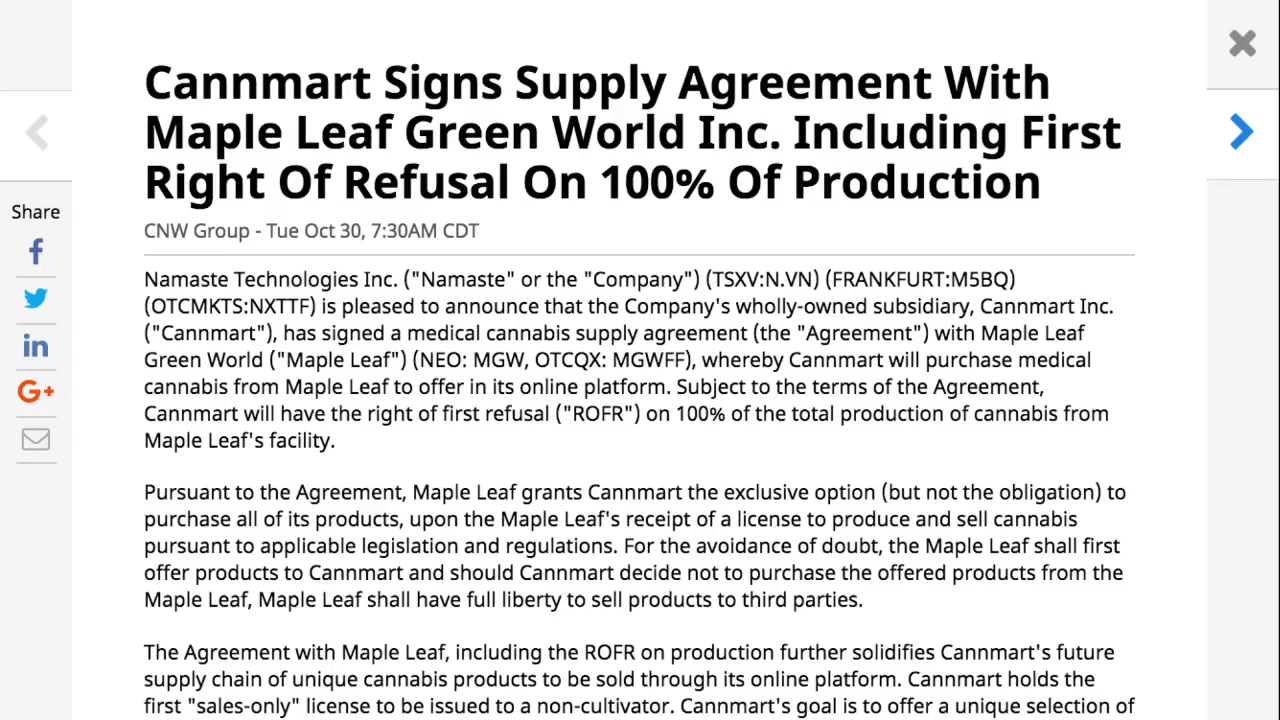 Cannmart Signs Supply Agreement With
Maple Leaf Green World Inc. Including First
Right Of Refusal On 100% Of Production
Share
CNW Group - Tue Oct 30, 7:30AM CDT
Namaste Technologies Inc. ("Namaste" or the "Company") (TSXV:N.VN) (FRANKFURT:M5BQ)
(OTCMKTS:NXTTF) is pleased to announce that the Company's wholly-owned subsidiary, Cannmart Inc.
("Cannmart"), has signed a medical cannabis supply agreement (the "Agreement") with Maple Leaf
Green World ("Maple Leaf") (NEO: MGW, OTCQX: MGWFF), whereby Cannmart will purchase medical
cannabis from Maple Leaf to offer in its online platform. Subject to the terms of the Agreement,
Cannmart will have the right of first refusal ("ROFR") on 100% of the total production of cannabis from
Maple Leaf's facility.
Pursuant to the Agreement, Maple Leaf grants Cannmart the exclusive option (but not the obligation) to
purchase all of its products, upon the Maple Leaf's receipt of a license to produce and sell cannabis
pursuant to applicable legislation and regulations. For the avoidance of doubt, the Maple Leaf shall first
offer products to Cannmart and should Cannmart decide not to purchase the offered products from the
Maple Leaf, Maple Leaf shall have full liberty to sell products to third parties.
The Agreement with Maple Leaf, including the ROFR on production further solidifies Cannmart's future
supply chain of unique cannabis products to be sold through its online platform. Cannmart holds the
first "sales-only" license to be issued to a non-cultivator. Cannmart's goal is to offer a unique selection of